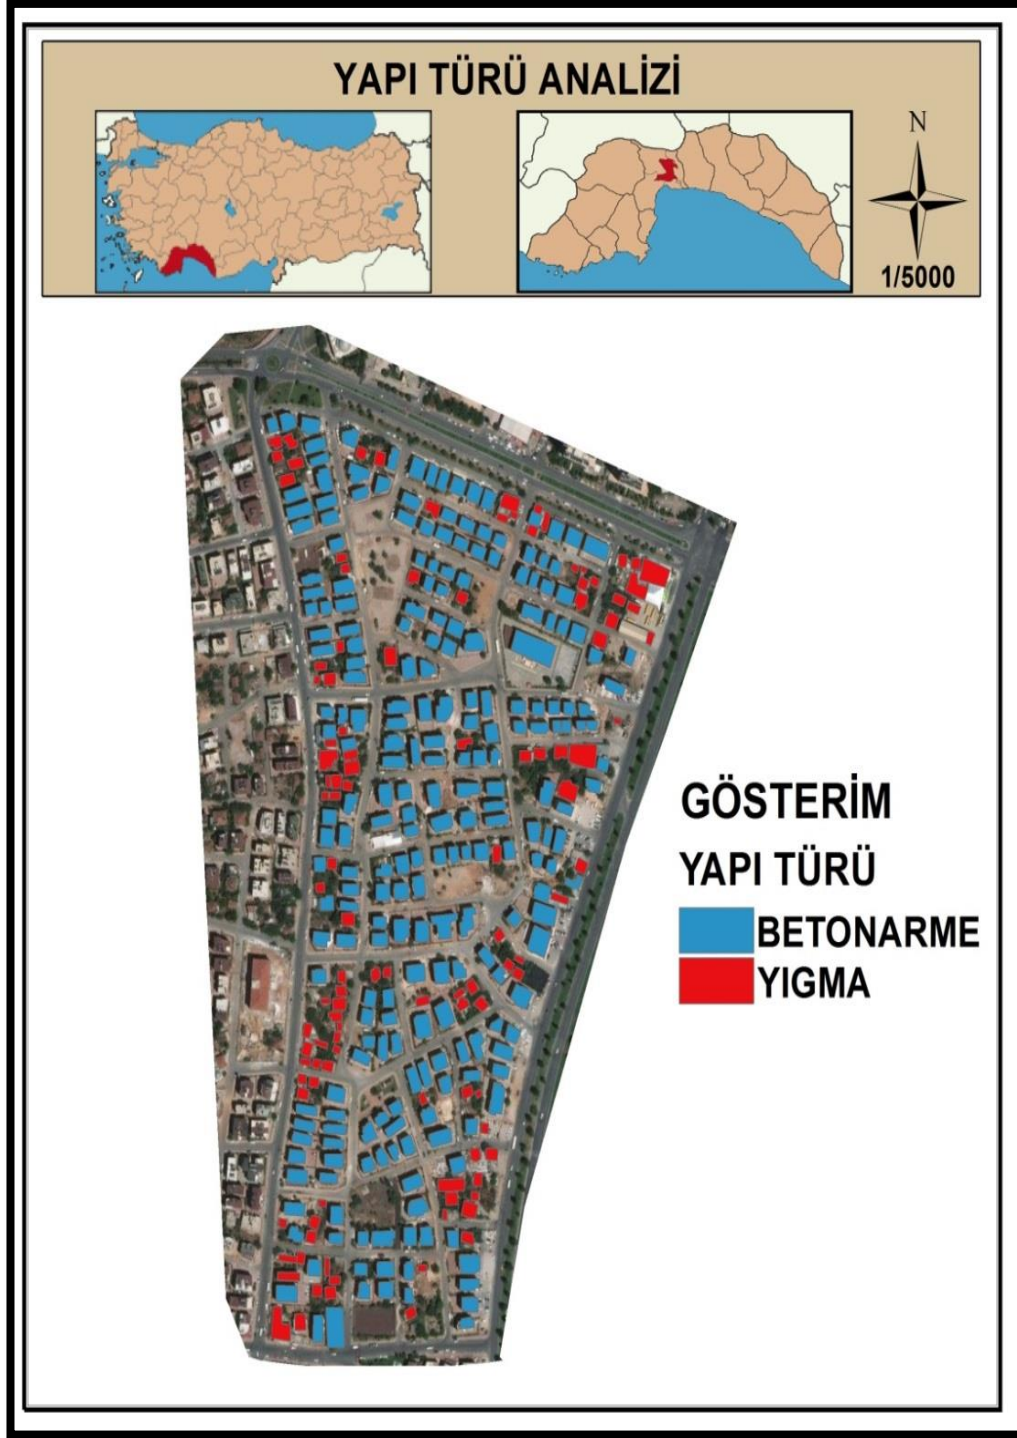 YAPI TÜRÜ ANALİZİ
N
1/5000
GÖSTERİM
YAPI TÜRÜ
BETONARME
YIGMA